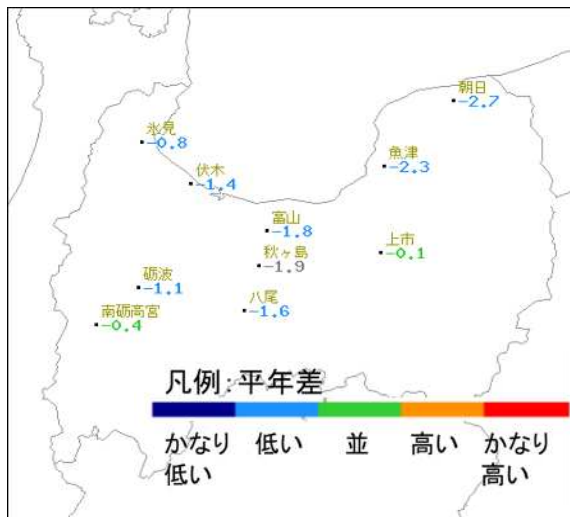 朝日
-2.7
氷見
-0.8
魚津
-2.3
伏木
-1.4
富山
-1.8
上市
-0.1
秋ヶ島
-1.9
砺波
-1.1
八尾
-1.6
南砺高宮
-0.4
凡例:平年差
かなり
低い
低い
並
高い
かなり
高い